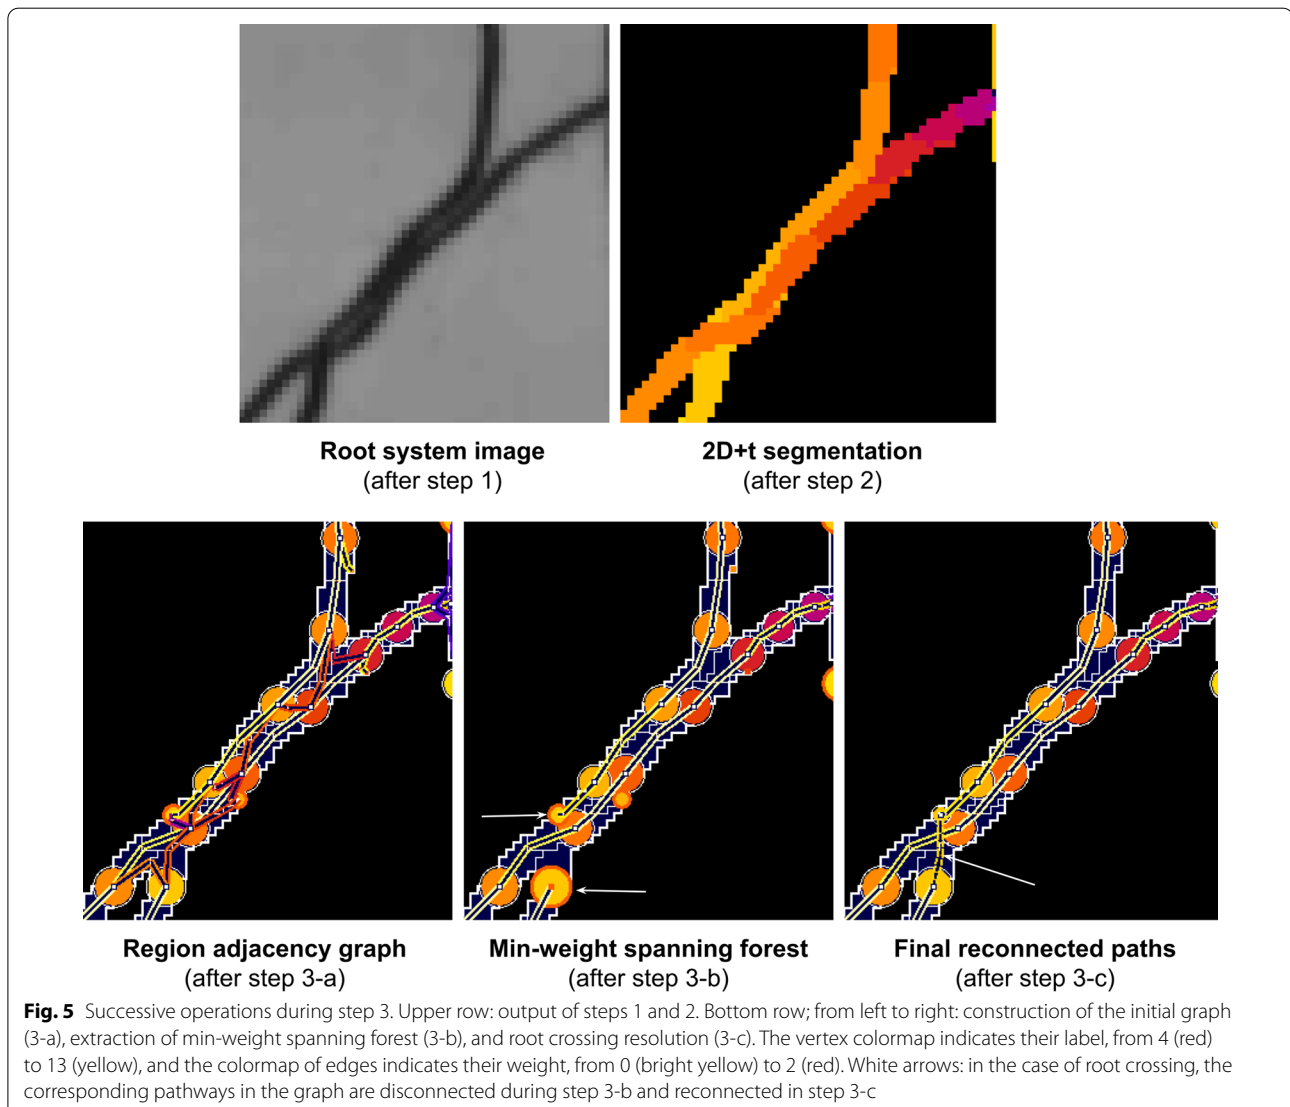 Root system image
(after step 1)
2D+t segmentation
(after step 2)
Region adjacency graph
(after step 3-a)
Min-weight spanning forest
(after step 3-b)
Final reconnected paths
(after step 3-c)
Fig. 5 Successive operations during step 3. Upper row: output of steps 1 and 2. Bottom row; from left to right: construction of the initial graph
(3-a), extraction of min-weight spanning forest (3-b), and root crossing resolution (3-c). The vertex colormap indicates their label, from 4 (red)
to 13 (yellow), and the colormap of edges indicates their weight, from 0 (bright yellow) to 2 (red). White arrows: in the case of root crossing, the
corresponding pathways in the graph are disconnected during step 3-b and reconnected in step 3-c